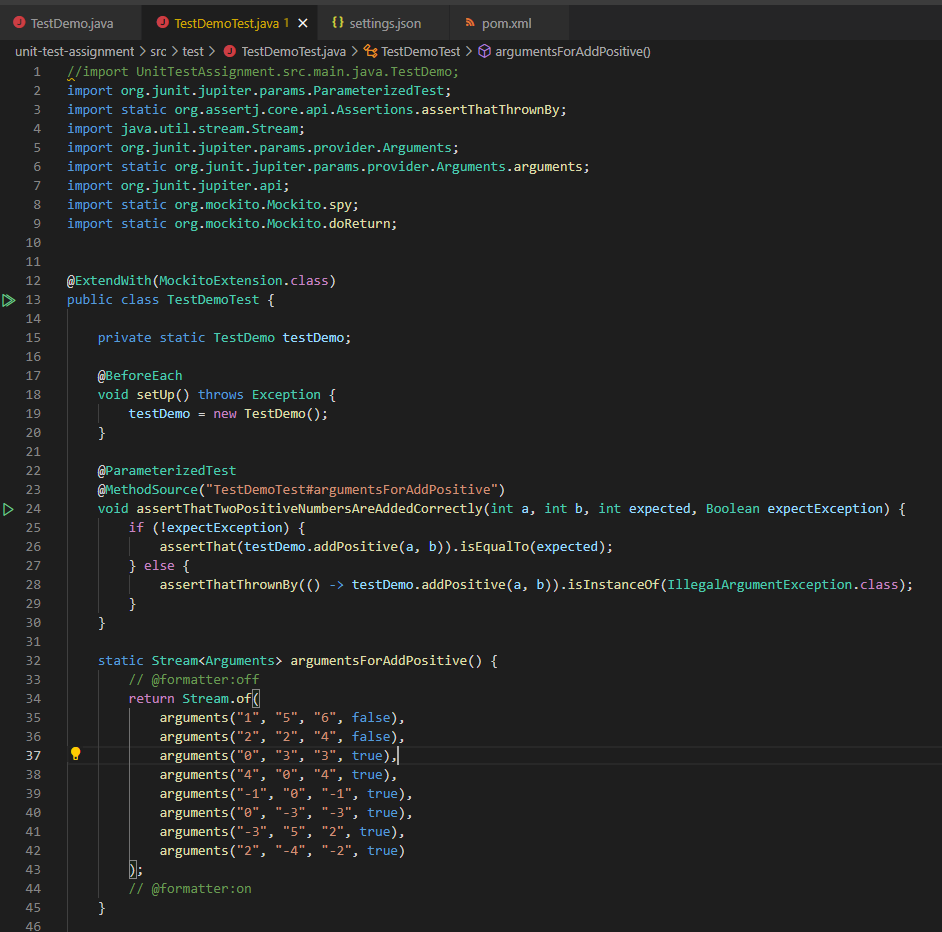 TestDemo.java TestDemoTest.java 1 settings.json pom.xml
unit-test-assignment > src > test > TestDemoTest.java > TestDemoTest > argumentsForAddPositive()
1 //import UnitTestAssignment.src.main.java.TestDemo;
2 import org.junit.jupiter.params.ParameterizedTest;
3 import static org.assertj.core.api.Assertions.assertThatThrownBy;
4 import java.util.stream.Stream;
5 import org.junit.jupiter.params.provider.Arguments;
6 import static org.junit.jupiter.params.provider.Arguments.arguments;
7 import org.junit.jupiter.api;
8 import static org.mockito.Mockito.spy;
9 import static org.mockito.Mockito.doReturn;
10
11
12 @ExtendWith(MockitoExtension.class)
13 public class TestDemoTest {
14
15     private static TestDemo testDemo;
16
17     @BeforeEach
18     void setUp() throws Exception {
19         testDemo = new TestDemo();
20     }
21
22     @ParameterizedTest
23     @MethodSource("TestDemoTest#argumentsForAddPositive")
24     void assertThatTwoPositiveNumbersAreAddedCorrectly(int a, int b, int expected, Boolean expectException) {
25         if (!expectException) {
26             assertThat(testDemo.addPositive(a, b)).isEqualTo(expected);
27         } else {
28             assertThatThrownBy(() -> testDemo.addPositive(a, b)).isInstanceOf(IllegalArgumentException.class);
29         }
30     }
31
32     static Stream<Arguments> argumentsForAddPositive() {
33         // @formatter:off
34         return Stream.of(
35             arguments("1", "5", "6", false),
36             arguments("2", "2", "4", false),
37             arguments("0", "3", "3", true),
38             arguments("4", "0", "4", true),
39             arguments("-1", "0", "-1", true),
40             arguments("0", "-3", "-3", true),
41             arguments("-3", "5", "2", true),
42             arguments("2", "-4", "-2", true)
43         );
44         // @formatter:on
45     }
46